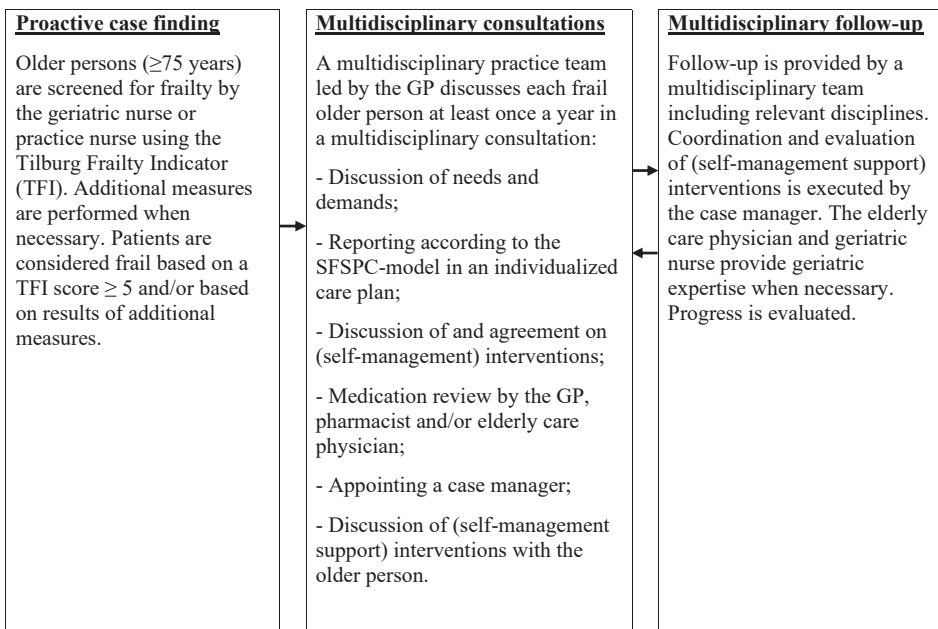 Proactive case finding
Older persons (≥75 years)
are screened for frailty by
the geriatric nurse or
practice nurse using the
Tilburg Frailty Indicator
(TFI). Additional measures
are performed when
necessary. Patients are
considered frail based on a
TFI score ≥ 5 and/or based
on results of additional
measures.
Multidisciplinary consultations
A multidisciplinary practice team
led by the GP discusses each frail
older person at least once a year in
a multidisciplinary consultation:
- Discussion of needs and
demands;
- Reporting according to the
SFSPC-model in an individualized
care plan;
- Discussion of and agreement on
(self-management) interventions;
- Medication review by the GP,
pharmacist and/or elderly care
physician;
- Appointing a case manager;
- Discussion of (self-management
support) interventions with the
older person.
Multidisciplinary follow-up
Follow-up is provided by a
multidisciplinary team
including relevant disciplines.
Coordination and evaluation
of (self-management support)
interventions is executed by
the case manager. The elderly
care physician and geriatric
nurse provide geriatric
expertise when necessary.
Progress is evaluated.